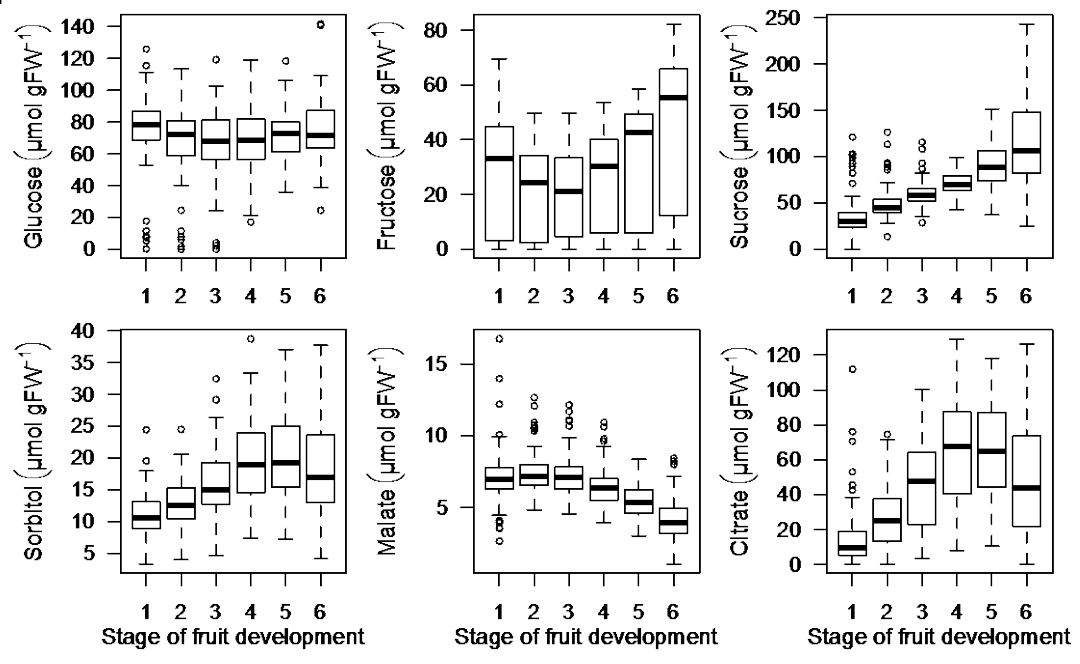 Glucose (µmol gFW⁻¹)
140
120
100
80
60
40
20
0
1 2 3 4 5 6
Fructose (µmol gFW⁻¹)
80
60
40
20
0
1 2 3 4 5 6
Sucrose (µmol gFW⁻¹)
250
200
150
100
50
0
1 2 3 4 5 6
Sorbitol (µmol gFW⁻¹)
40
35
30
25
20
15
10
5
1 2 3 4 5 6
Stage of fruit development
Malate (µmol gFW⁻¹)
15
10
5
1 2 3 4 5 6
Stage of fruit development
Citrate (µmol gFW⁻¹)
120
100
80
60
40
20
0
1 2 3 4 5 6
Stage of fruit development